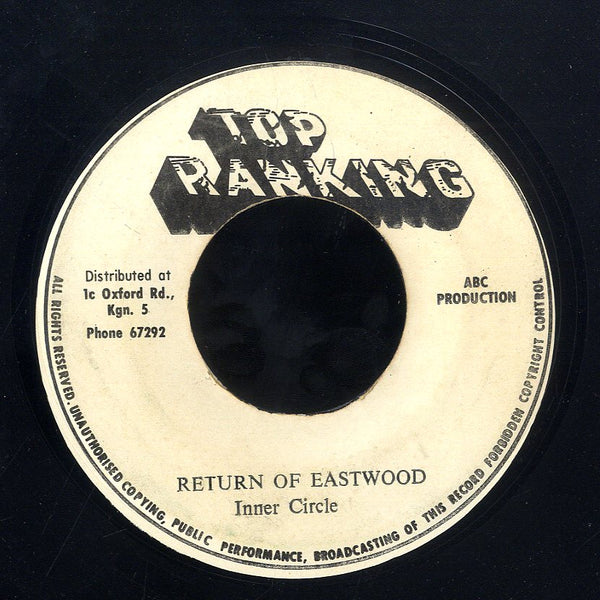 TOP
RANKING
Distributed at
1c Oxford Rd.,
Kgn. 5
Phone 67292
ABC
PRODUCTION
RETURN OF EASTWOOD
Inner Circle
ALL RIGHTS RESERVED. UNAUTHORISED COPYING, PUBLIC PERFORMANCE, BROADCASTING OF THIS RECORD FORBIDDEN COPYRIGHT CONTROL